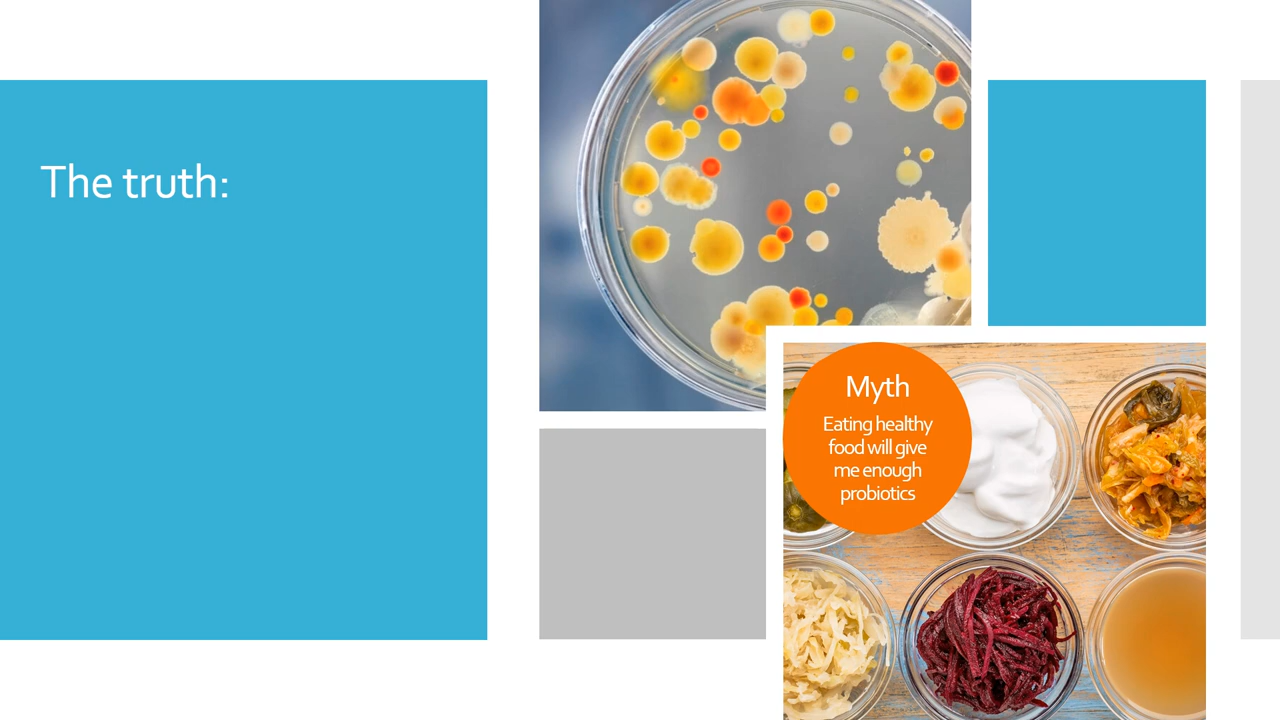 The truth:
Myth
Eating healthy
food will give
me enough
probiotics